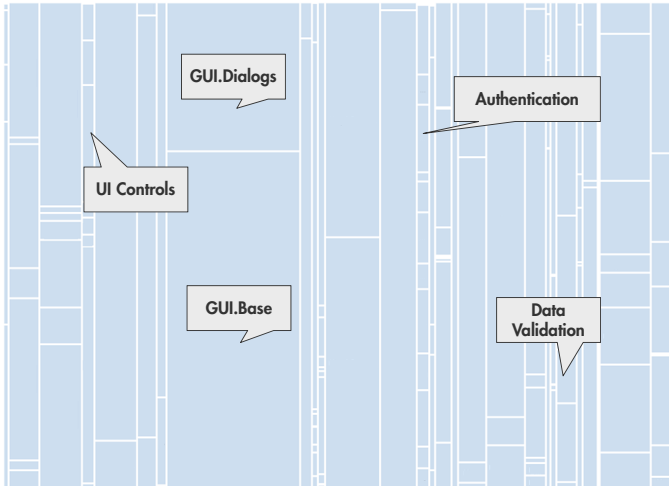 GUI.Dialogs
Authentication
UI Controls
GUI.Base
Data
Validation